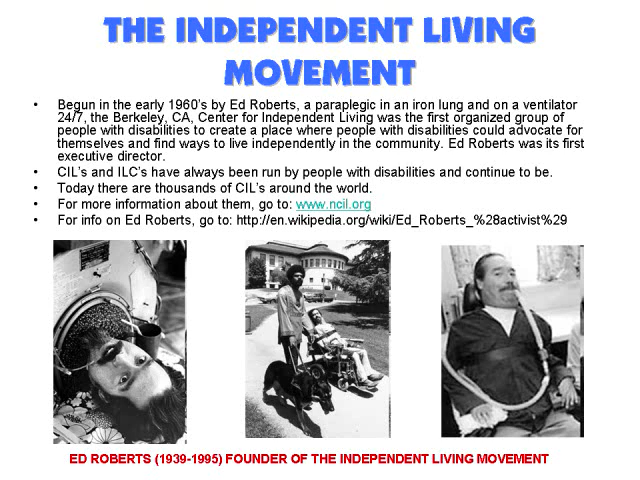 THE INDEPENDENT LIVING
MOVEMENT
• Begun in the early 1960's by Ed Roberts, a paraplegic in an iron lung and on a ventilator
24/7, the Berkeley, CA, Center for Independent Living was the first organized group of
people with disabilities to create a place where people with disabilities could advocate for
themselves and find ways to live independently in the community. Ed Roberts was its first
executive director.
• CIL's and ILC's have always been run by people with disabilities and continue to be.
• Today there are thousands of CIL's around the world.
• For more information about them, go to: www.ncil.org
• For info on Ed Roberts, go to: http://en.wikipedia.org/wiki/Ed_Roberts_%28activist%29
ED ROBERTS (1939-1995) FOUNDER OF THE INDEPENDENT LIVING MOVEMENT